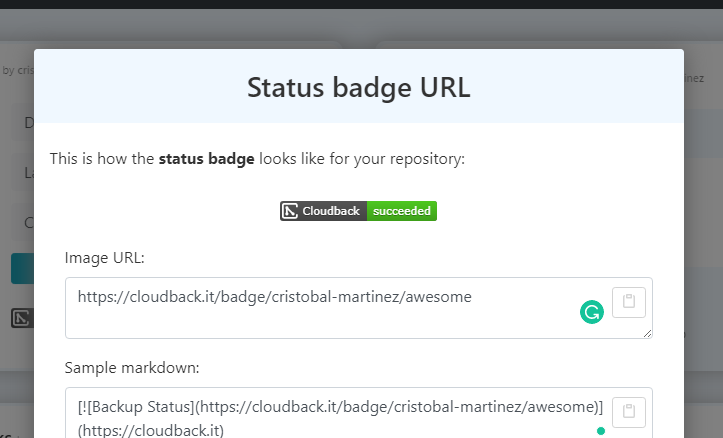 Status badge URL
by cris
nez
This is how the status badge looks like for your repository:
Cloudback succeeded
Image URL:
https://cloudback.it/badge/cristobal-martinez/awesome
Sample markdown:
[![Backup Status](https://cloudback.it/badge/cristobal-martinez/awesome)]
(https://cloudback.it)